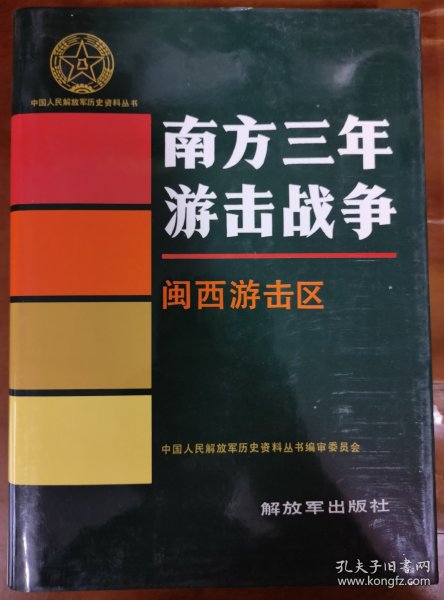 中国人民解放军历史资料丛书
南方三年
游击战争
闽西游击区
中国人民解放军历史资料丛书编审委员会
解放军出版社
孔夫子旧书网
www.kongfz.com